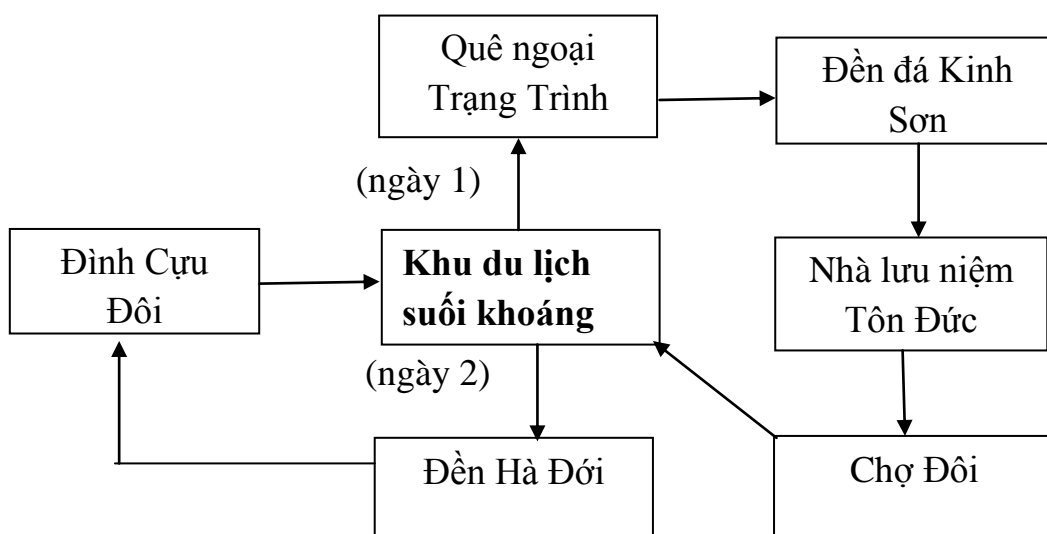 Quê ngoại
Trạng Trình
Đền đá Kinh
Sơn
(ngày 1)
Đình Cựu
Đôi
Khu du lịch
suối khoáng
Nhà lưu niệm
Tôn Đức
(ngày 2)
Đền Hà Đới
Chợ Đôi